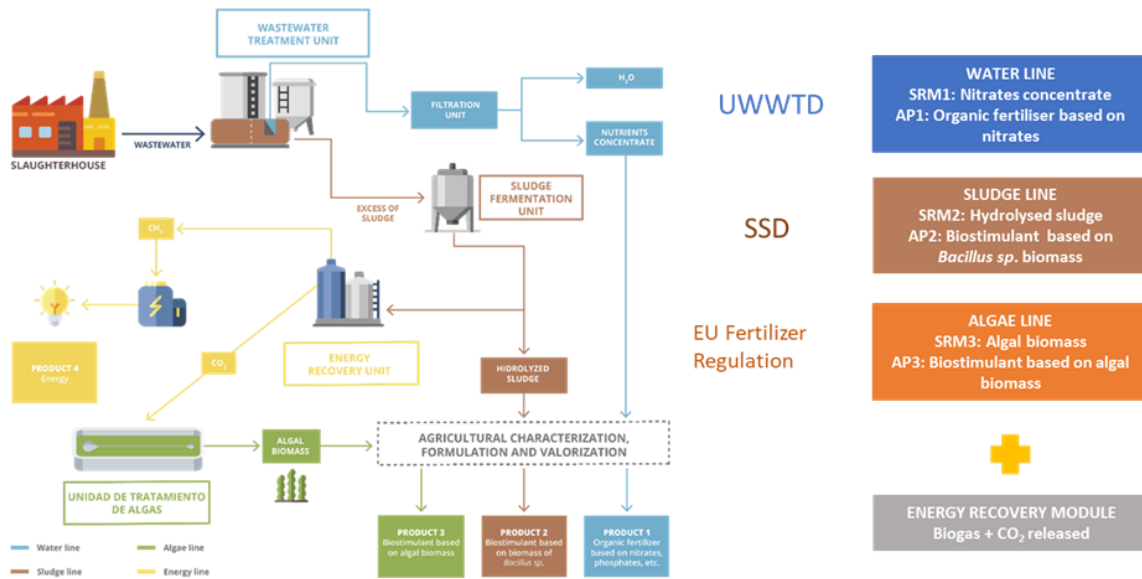 WASTEWATER
TREATMENT UNIT
SLAUGHTERHOUSE
WASTEWATER
FILTRATION
UNIT
H₂O
NUTRIENTS
CONCENTRATE
EXCESS OF
SLUDGE
SLUDGE
FERMENTATION
UNIT
CH₄
CO₂
PRODUCT 4
Energy
ENERGY
RECOVERY UNIT
HIDROLYZED
SLUDGE
ALGAL
BIOMASS
AGRICULTURAL CHARACTERIZATION,
FORMULATION AND VALORIZATION
UNIDAD DE TRATAMIENTO
DE ALGAS
PRODUCT 3
Biostimulant based
on algal biomass
PRODUCT 2
Biostimulant based
on biomass of
Bacillus sp.
PRODUCT 1
Organic fertilizer
based on nitrates,
phosphates, etc.
Water line
Sludge line
Algae line
Energy line
UWWTD
SSD
EU Fertilizer
Regulation
WATER LINE
SRM1: Nitrates concentrate
AP1: Organic fertiliser based on
nitrates
SLUDGE LINE
SRM2: Hydrolysed sludge
AP2: Biostimulant based on
Bacillus sp. biomass
ALGAE LINE
SRM3: Algal biomass
AP3: Biostimulant based on algal
biomass
ENERGY RECOVERY MODULE
Biogas + CO₂ released